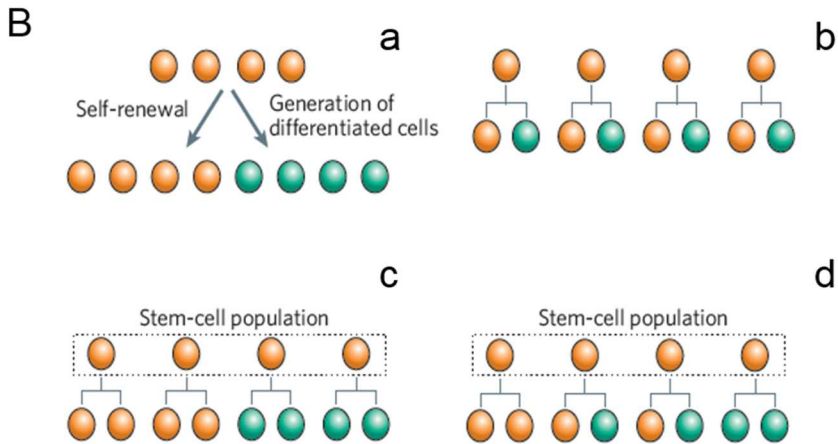 B
a
Self-renewal
Generation of
differentiated cells
b
c
Stem-cell population
d
Stem-cell population